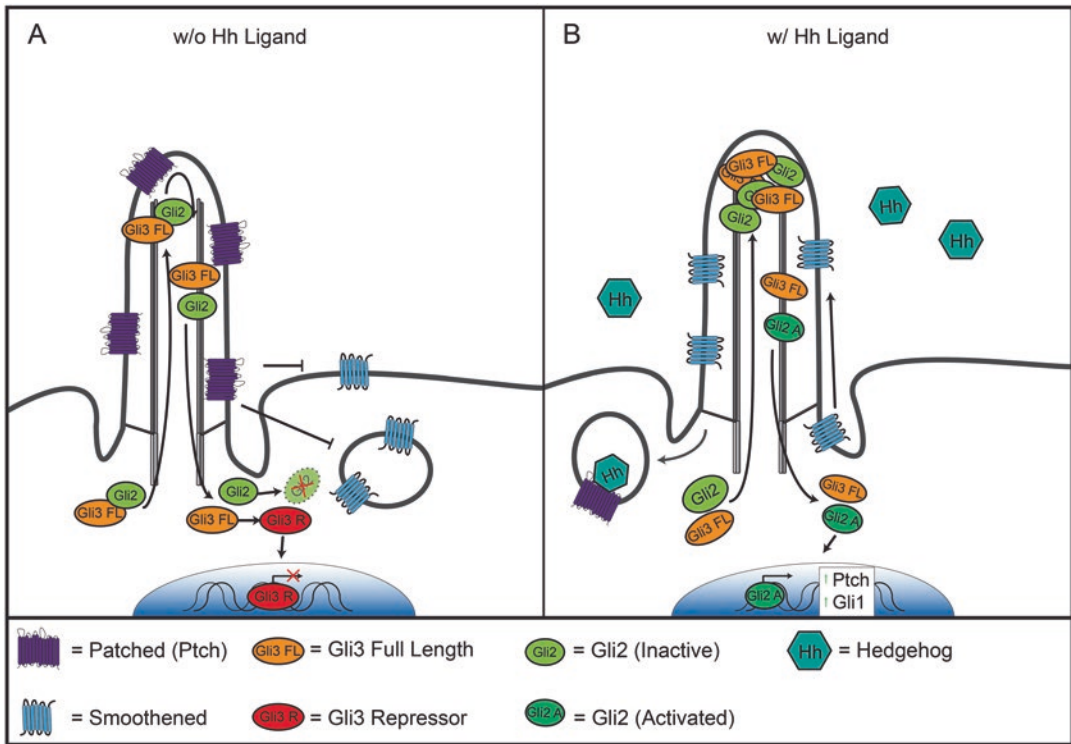 A
w/o Hh Ligand
Gli2
Gli3 FL
Gli3 FL
Gli2
Gli2
Gli3 FL
Gli2
Gli2
Gli3 FL
Gli3 R
Gli3 R
B
w/ Hh Ligand
Gli3 FL
Gli2
Gli3 FL
Gli2
Hh
Hh
Hh
Gli3 FL
Gli2 A
Hh
Gli2
Gli3 FL
Gli3 FL
Gli2 A
Gli2 A
↑ Ptch
↑ Gli1
= Patched (Ptch)
Gli3 FL = Gli3 Full Length
Gli2 = Gli2 (Inactive)
Hh = Hedgehog
= Smoothened
Gli3 R = Gli3 Repressor
Gli2 A = Gli2 (Activated)